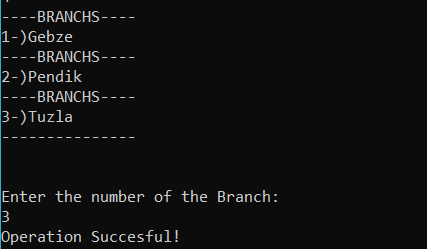 ----BRANCHS----
1-)Gebze
----BRANCHS----
2-)Pendik
----BRANCHS----
3-)Tuzla
---------------
Enter the number of the Branch:
3
Operation Succesful!